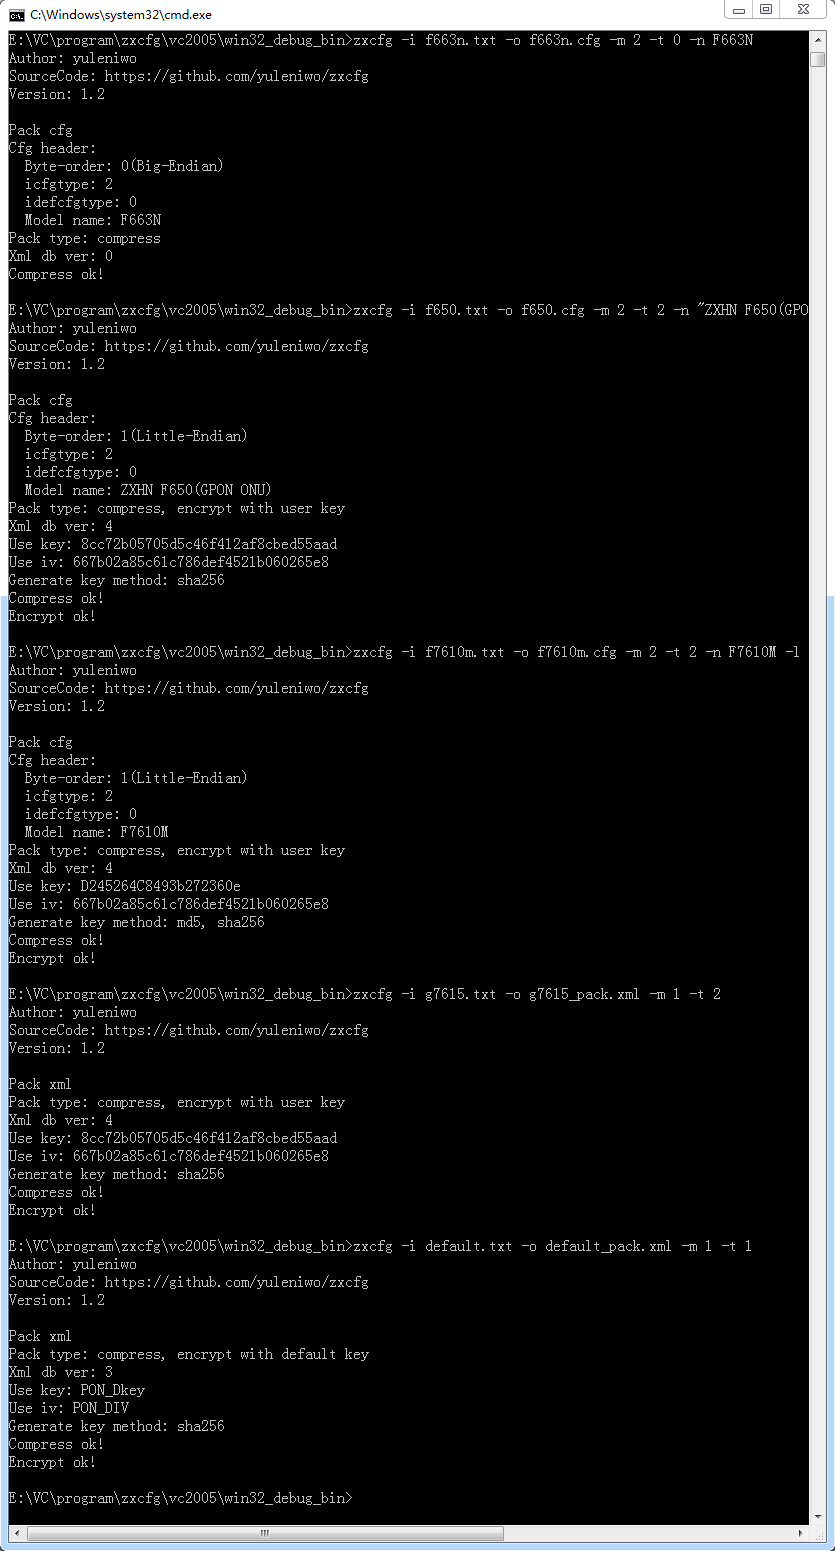 C:\Windows\system32\cmd.exe
E:\VC\program\zxcfg\vc2005\win32_debug_bin>zxcfg -i f663n.txt -o f663n.cfg -m 2 -t 0 -n F663N
Author: yuleniwo
SourceCode: https://github.com/yuleniwo/zxcfg
Version: 1.2
Pack cfg
Cfg header:
  Byte-order: 0(Big-Endian)
  icfgtype: 2
  idefcfgtype: 0
  Model name: F663N
Pack type: compress
Xml db ver: 0
Compress ok!
E:\VC\program\zxcfg\vc2005\win32_debug_bin>zxcfg -i f650.txt -o f650.cfg -m 2 -t 2 -n "ZXHN F650(GPO
Author: yuleniwo
SourceCode: https://github.com/yuleniwo/zxcfg
Version: 1.2
Pack cfg
Cfg header:
  Byte-order: 1(Little-Endian)
  icfgtype: 2
  idefcfgtype: 0
  Model name: ZXHN F650(GPON ONU)
Pack type: compress, encrypt with user key
Xml db ver: 4
Use key: 8cc72b05705d5c46f412af8cbed55aad
Use iv: 667b02a85c61c786def4521b060265e8
Generate key method: sha256
Compress ok!
Encrypt ok!
E:\VC\program\zxcfg\vc2005\win32_debug_bin>zxcfg -i f7610m.txt -o f7610m.cfg -m 2 -t 2 -n F7610M -l
Author: yuleniwo
SourceCode: https://github.com/yuleniwo/zxcfg
Version: 1.2
Pack cfg
Cfg header:
  Byte-order: 1(Little-Endian)
  icfgtype: 2
  idefcfgtype: 0
  Model name: F7610M
Pack type: compress, encrypt with user key
Xml db ver: 4
Use key: D245264C8493b272360e
Use iv: 667b02a85c61c786def4521b060265e8
Generate key method: md5, sha256
Compress ok!
Encrypt ok!
E:\VC\program\zxcfg\vc2005\win32_debug_bin>zxcfg -i g7615.txt -o g7615_pack.xml -m 1 -t 2
Author: yuleniwo
SourceCode: https://github.com/yuleniwo/zxcfg
Version: 1.2
Pack xml
Pack type: compress, encrypt with user key
Xml db ver: 4
Use key: 8cc72b05705d5c46f412af8cbed55aad
Use iv: 667b02a85c61c786def4521b060265e8
Generate key method: sha256
Compress ok!
Encrypt ok!
E:\VC\program\zxcfg\vc2005\win32_debug_bin>zxcfg -i default.txt -o default_pack.xml -m 1 -t 1
Author: yuleniwo
SourceCode: https://github.com/yuleniwo/zxcfg
Version: 1.2
Pack xml
Pack type: compress, encrypt with default key
Xml db ver: 3
Use key: PON_Dkey
Use iv: PON_DIV
Generate key method: sha256
Compress ok!
Encrypt ok!
E:\VC\program\zxcfg\vc2005\win32_debug_bin>